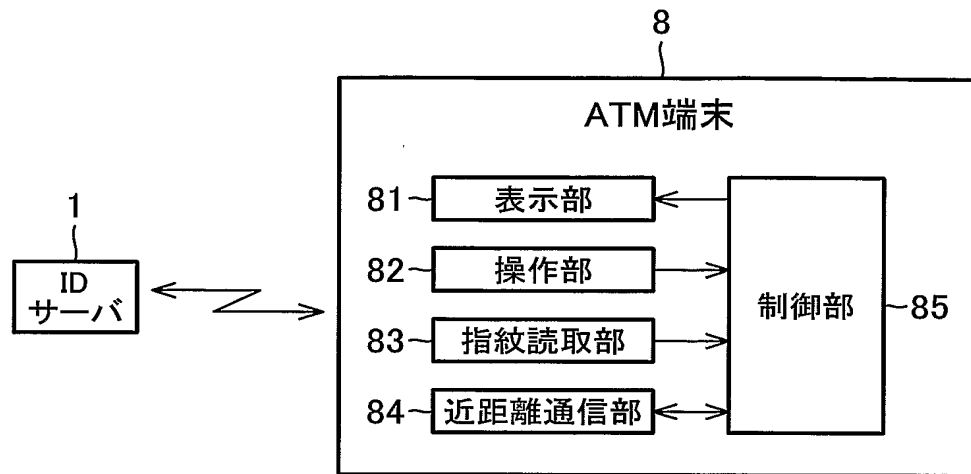 8
ATM端末
1
ID
サーバ
81
表示部
82
操作部
83
指紋読取部
84
近距離通信部
制御部
85